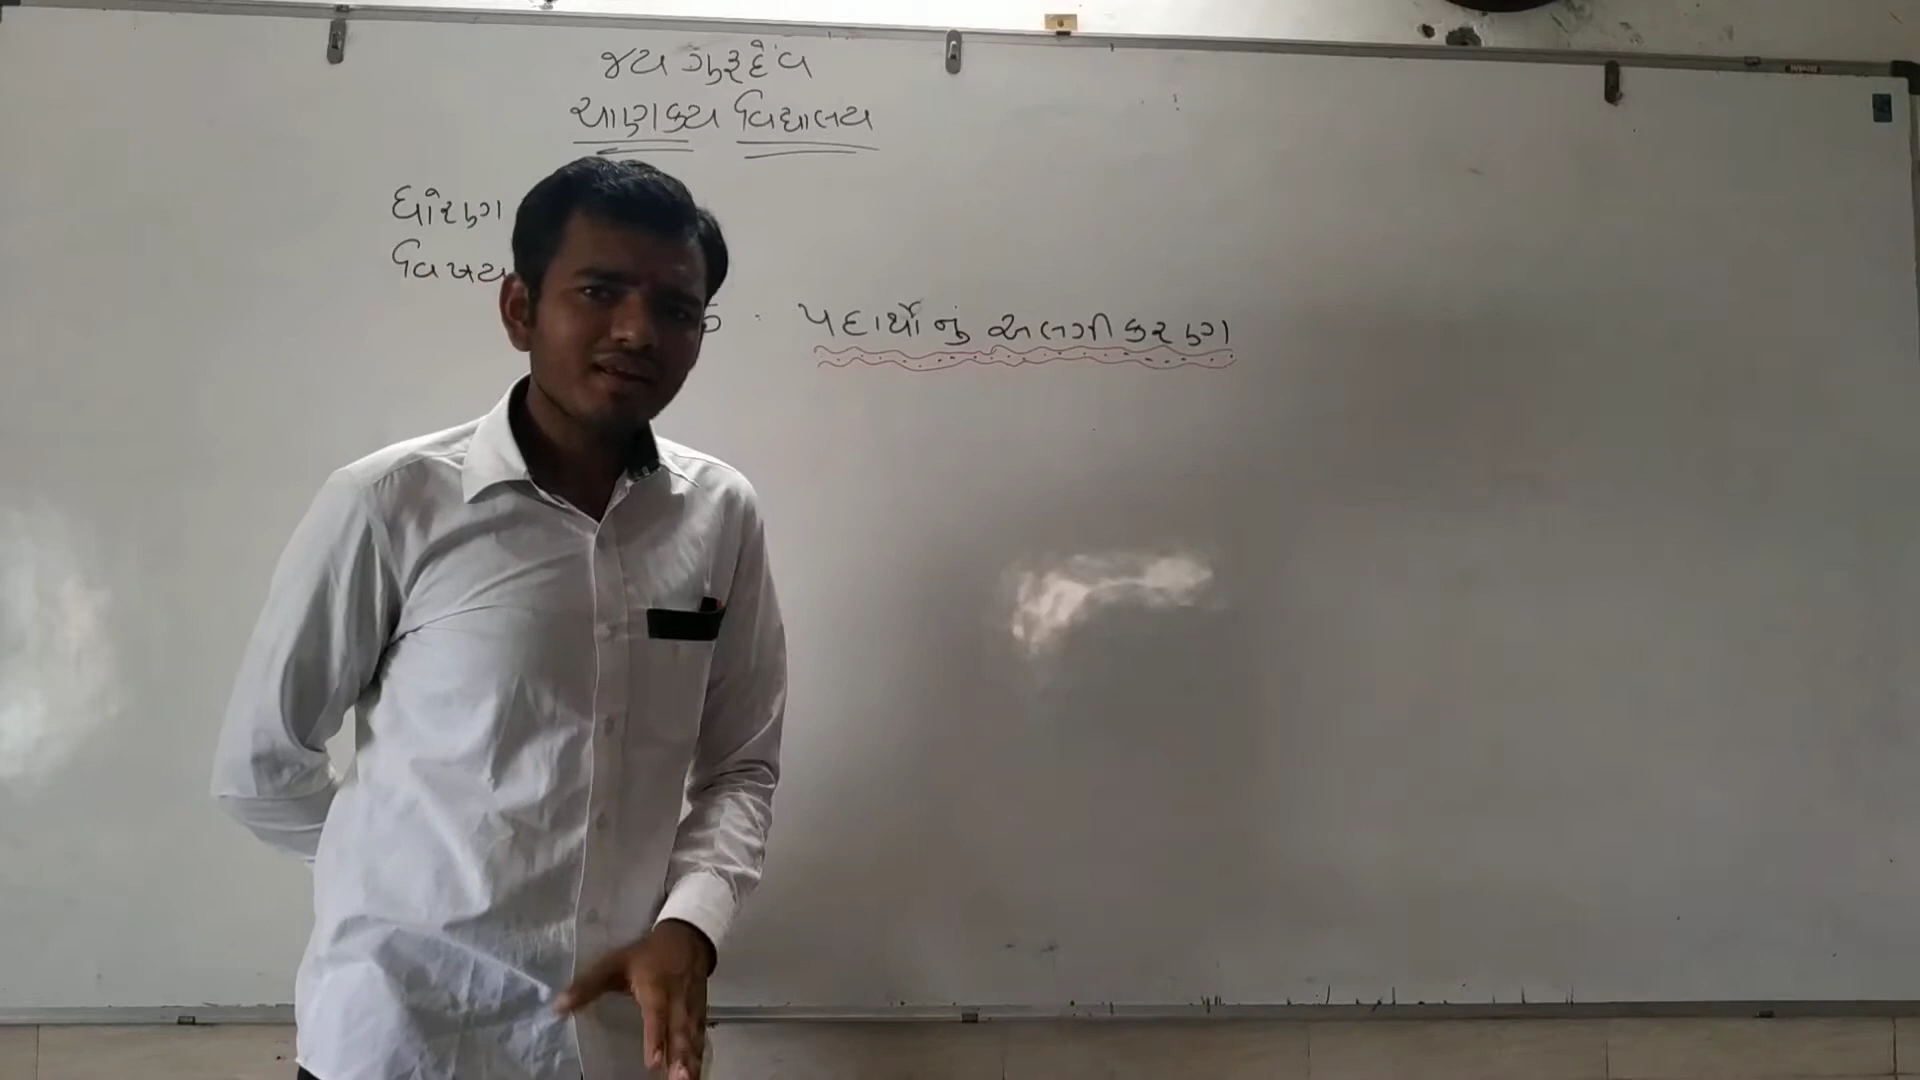 જય ગુરૂદેવ
ચાણક્ય વિદ્યાલય
ધોરણ
વિષય
પદાર્થોનું અલગીકરણ